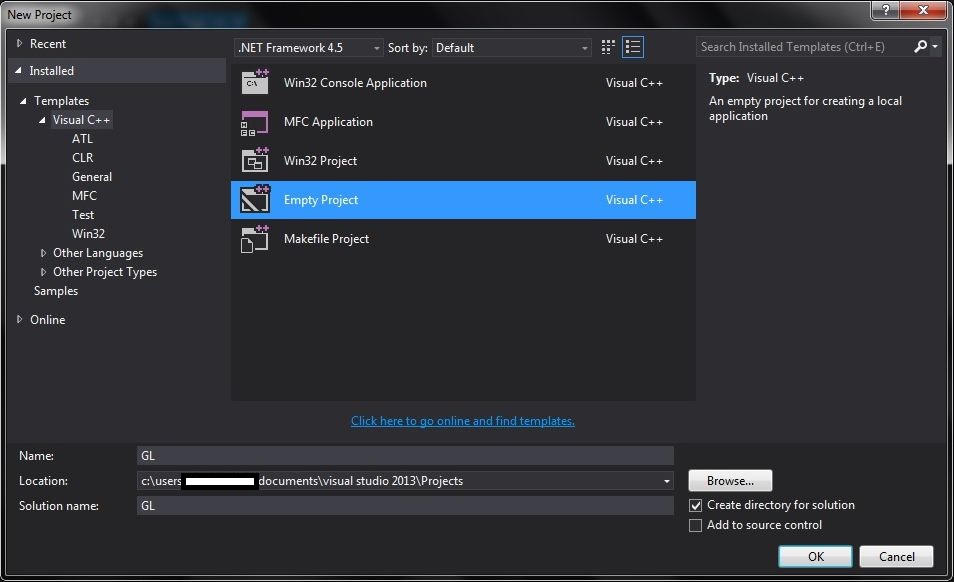 New Project
?
Recent
Installed
Templates
Visual C++
ATL
CLR
General
MFC
Test
Win32
Other Languages
Other Project Types
Samples
Online
.NET Framework 4.5 Sort by: Default
Win32 Console Application Visual C++
MFC Application Visual C++
Win32 Project Visual C++
Empty Project Visual C++
Makefile Project Visual C++
Click here to go online and find templates.
Search Installed Templates (Ctrl+E)
Type: Visual C++
An empty project for creating a local
application
Name: GL
Location: c:\users documents\visual studio 2013\Projects Browse...
Solution name: GL
Create directory for solution
Add to source control
OK Cancel